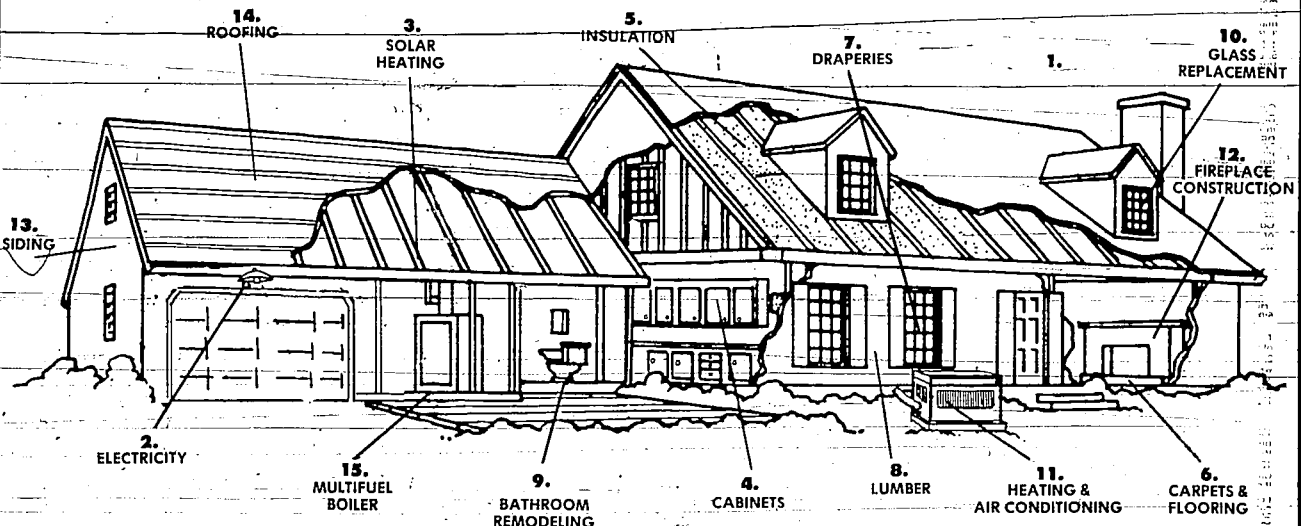 14.
ROOFING
3.
SOLAR
HEATING
5.
INSULATION
7.
DRAPERIES
1.
10.
GLASS
REPLACEMENT
12.
FIREPLACE
CONSTRUCTION
13.
SIDING
2.
ELECTRICITY
15.
MULTIFUEL
BOILER
9.
BATHROOM
REMODELING
4.
CABINETS
8.
LUMBER
11.
HEATING &
AIR CONDITIONING
6.
CARPETS &
FLOORING